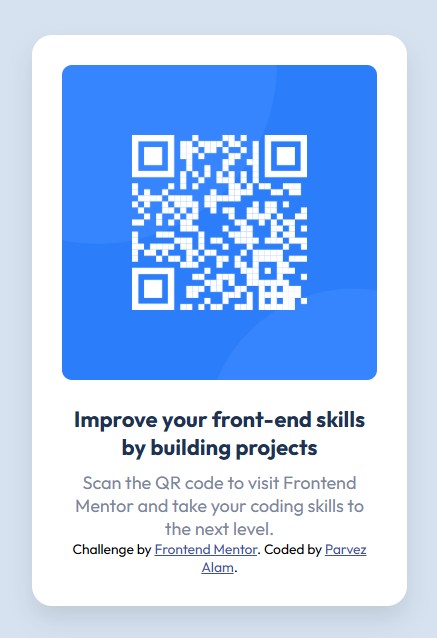 Improve your front-end skills
by building projects
Scan the QR code to visit Frontend
Mentor and take your coding skills to
the next level.
Challenge by Frontend Mentor. Coded by Parvez
Alam.